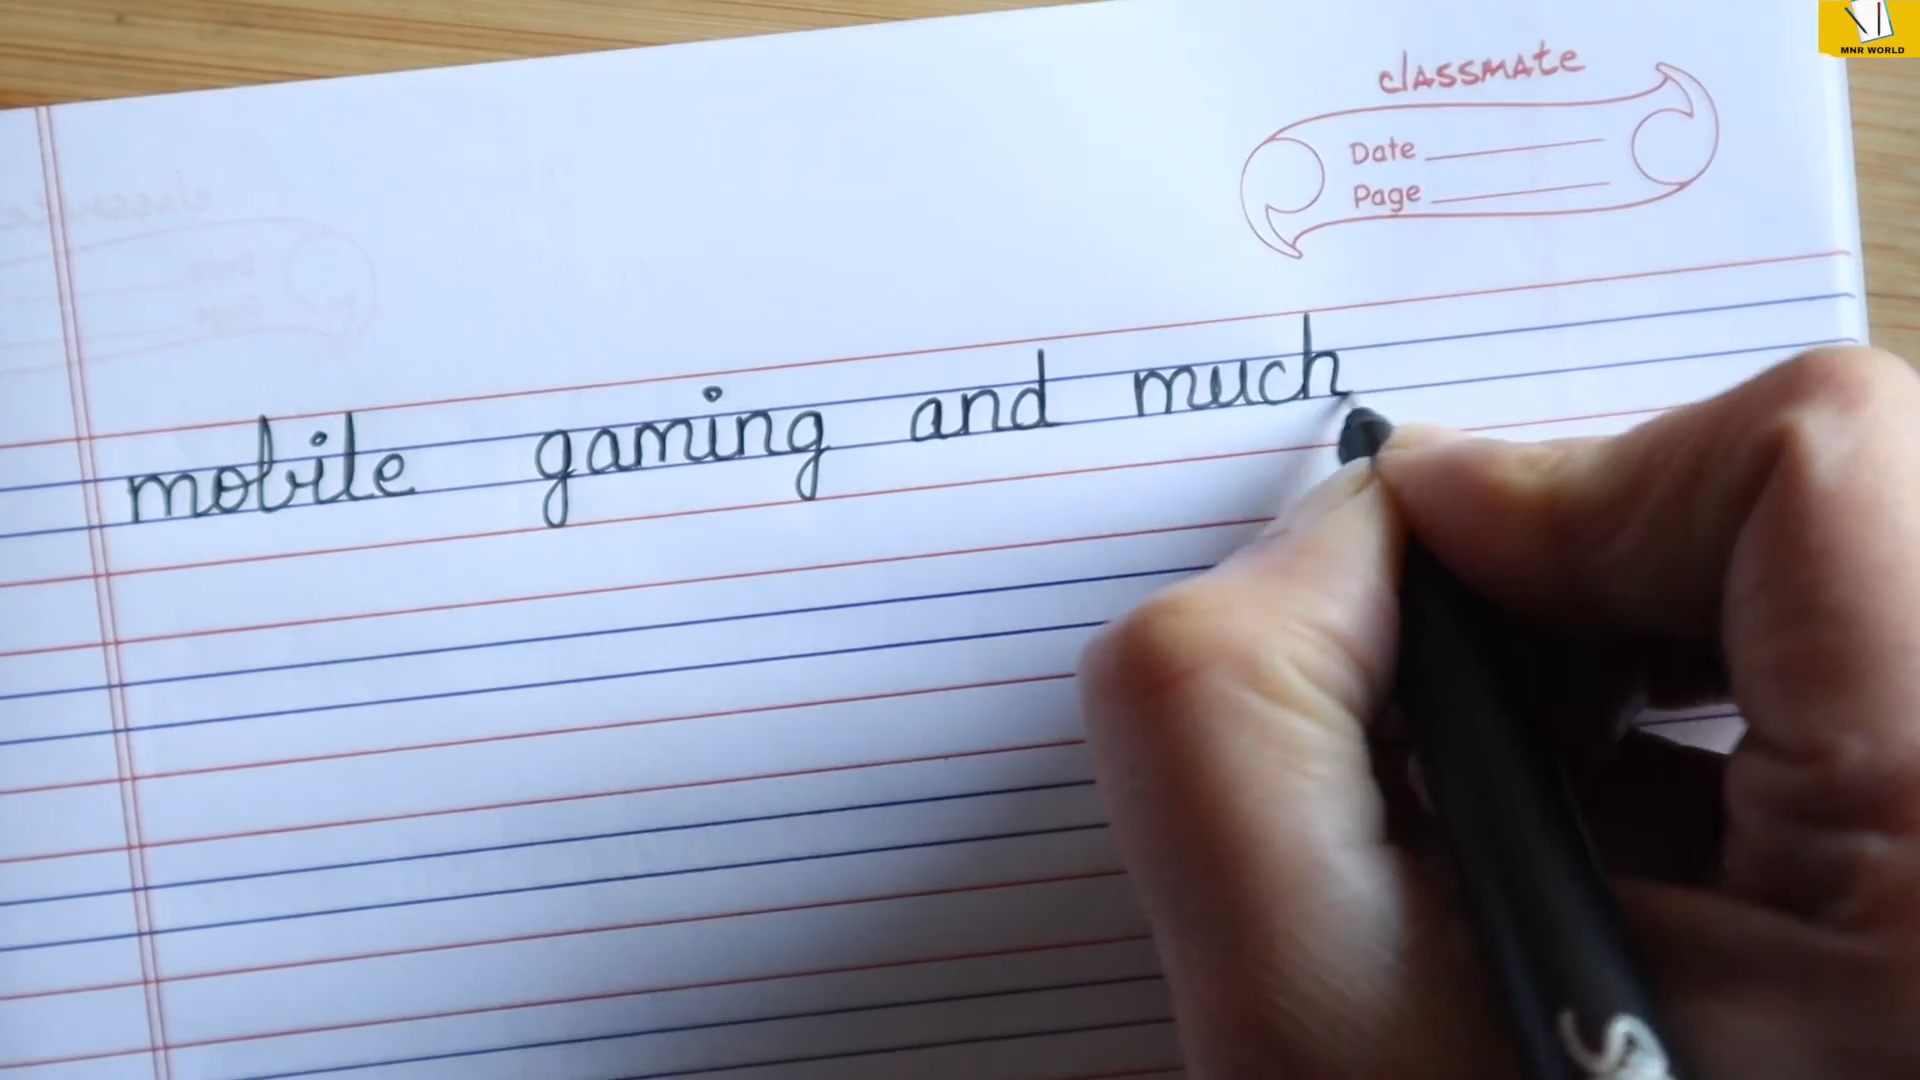 MNR WORLD
classmate
Date
Page
mobile gaming and much